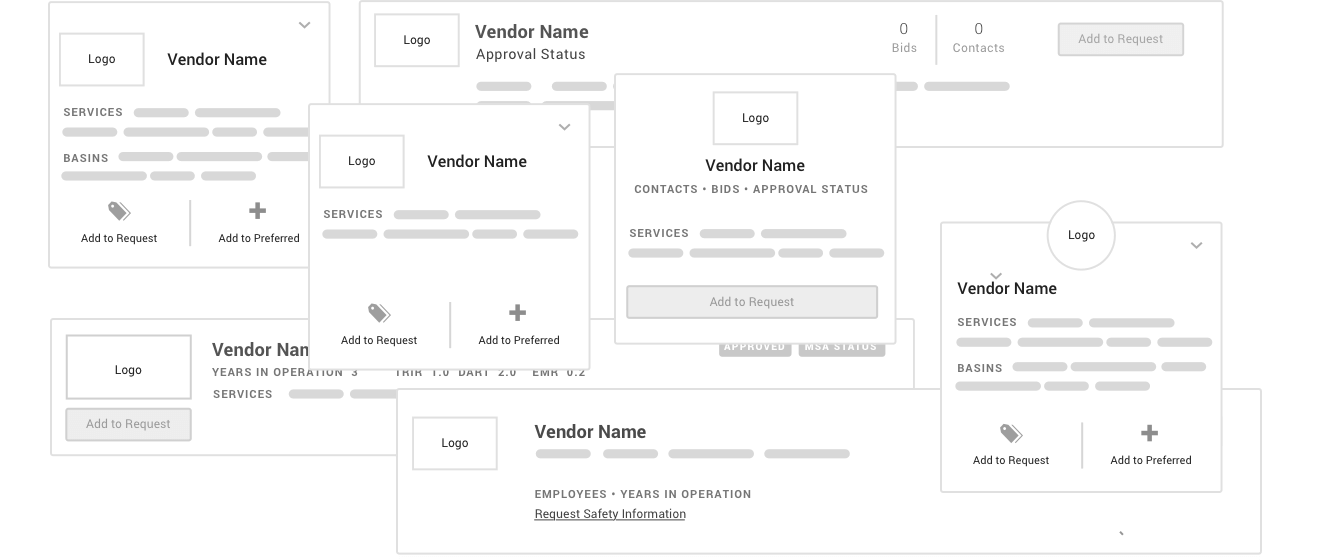 Logo
Vendor Name
SERVICES
BASINS
Add to Request
Add to Preferred
Logo
Vendor Name
Approval Status
0
Bids
0
Contacts
Add to Request
Logo
Vendor Name
SERVICES
Add to Request
Add to Preferred
Logo
Vendor Name
CONTACTS • BIDS • APPROVAL STATUS
SERVICES
Add to Request
Logo
Vendor Name
SERVICES
BASINS
Add to Request
Add to Preferred
Logo
Add to Request
Vendor Nam
YEARS IN OPERATION 3 TRIR 1.0 DART 2.0 EMR 0.2
SERVICES
APPROVED
MSA STATUS
Logo
Vendor Name
EMPLOYEES • YEARS IN OPERATION
Request Safety Information